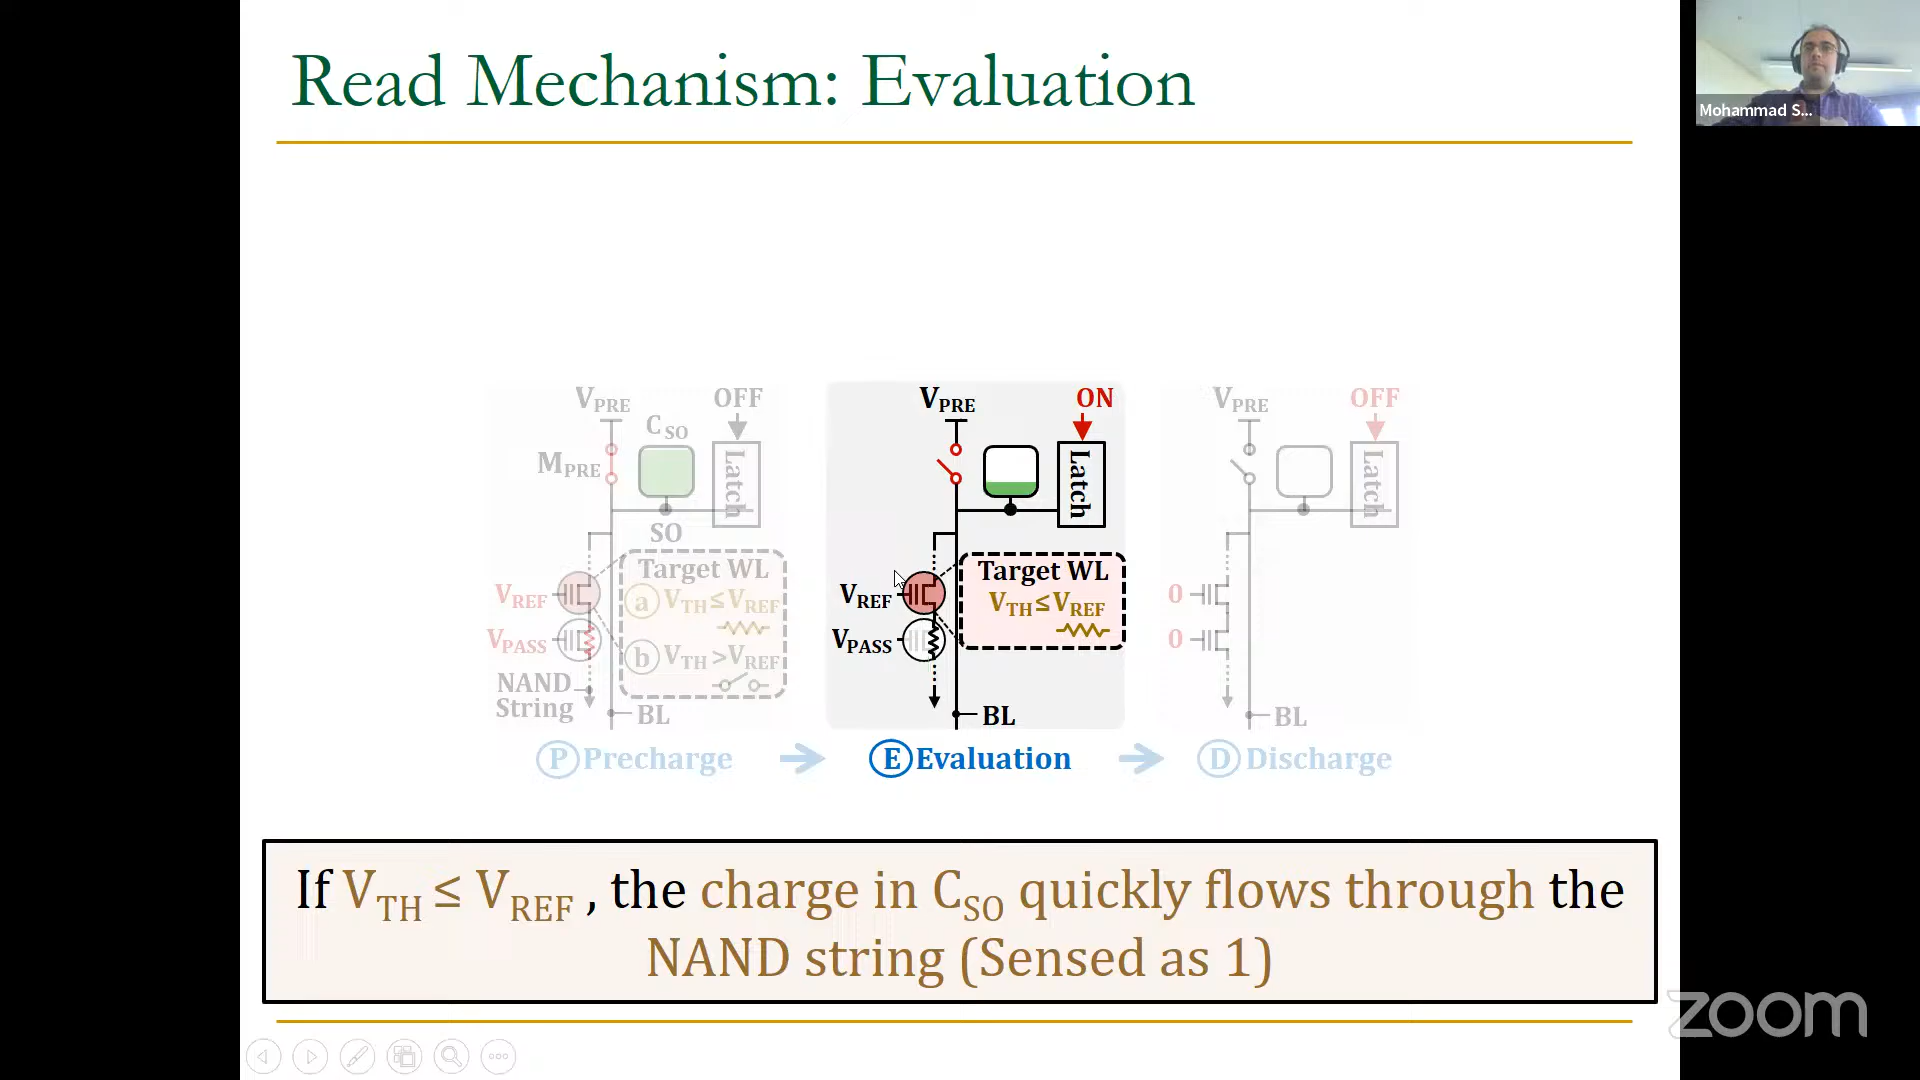 Read Mechanism: Evaluation
Mohammad S...
VPRE
OFF
CSO
MPRE
Latch
SO
VREF
VPASS
Target WL
a VTH≤VREF
b VTH>VREF
NAND
String
BL
P Precharge
VPRE
ON
Latch
VREF
VPASS
Target WL
VTH≤VREF
BL
E Evaluation
VPRE
OFF
Latch
0
0
BL
D Discharge
If VTH ≤ VREF , the charge in CSO quickly flows through the
NAND string (Sensed as 1)
zoom